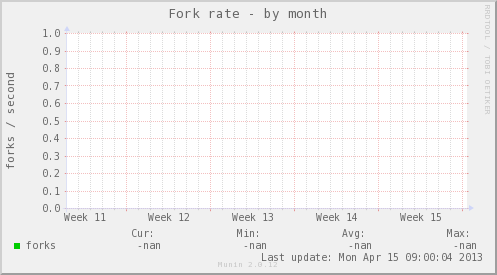 Fork rate - by month
RRDTOOL / TOBI OETIKER
forks / second
1.0
0.9
0.8
0.7
0.6
0.5
0.4
0.3
0.2
0.1
0.0
Week 11 Week 12 Week 13 Week 14 Week 15
Cur: Min: Avg: Max:
forks -nan -nan -nan -nan
Last update: Mon Apr 15 09:00:04 2013
Munin 2.0.12